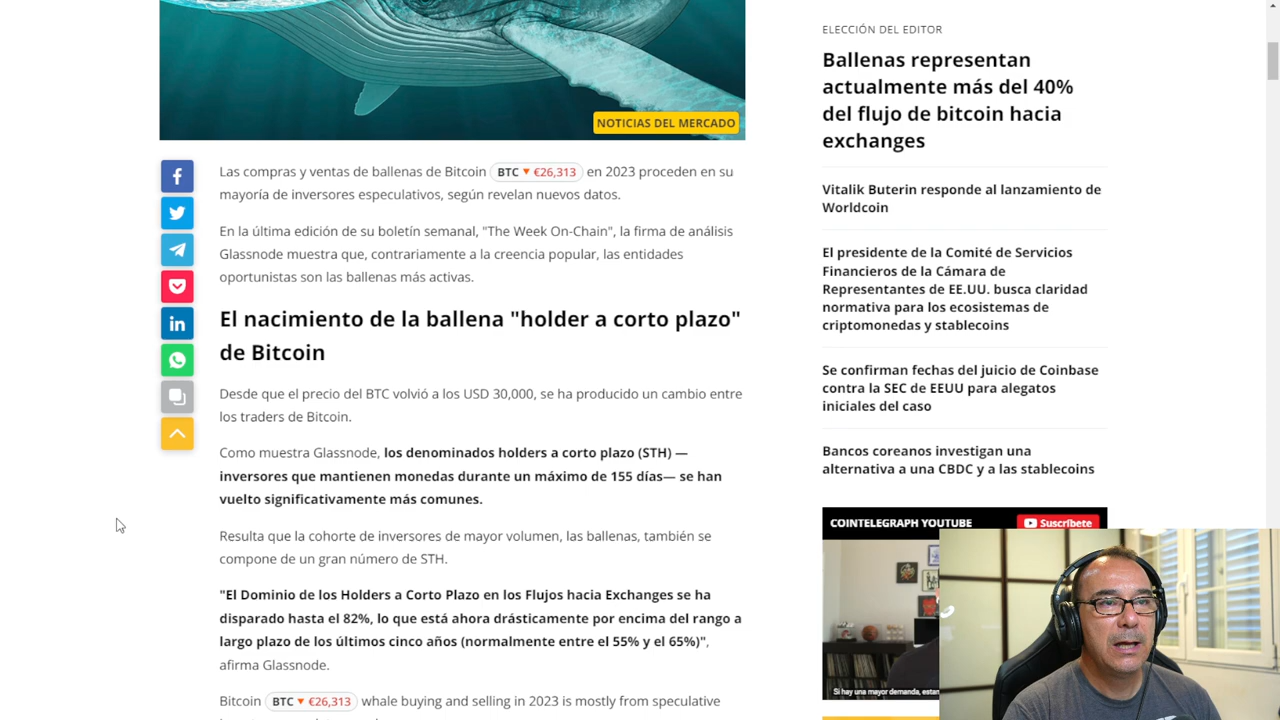 NOTICIAS DEL MERCADO
Las compras y ventas de ballenas de Bitcoin BTC ▼ €26,313 en 2023 proceden en su
mayoría de inversores especulativos, según revelan nuevos datos.
En la última edición de su boletín semanal, "The Week On-Chain", la firma de análisis
Glassnode muestra que, contrariamente a la creencia popular, las entidades
oportunistas son las ballenas más activas.
El nacimiento de la ballena "holder a corto plazo"
de Bitcoin
Desde que el precio del BTC volvió a los USD 30,000, se ha producido un cambio entre
los traders de Bitcoin.
Como muestra Glassnode, los denominados holders a corto plazo (STH) —
inversores que mantienen monedas durante un máximo de 155 días— se han
vuelto significativamente más comunes.
Resulta que la cohorte de inversores de mayor volumen, las ballenas, también se
compone de un gran número de STH.
"El Dominio de los Holders a Corto Plazo en los Flujos hacia Exchanges se ha
disparado hasta el 82%, lo que está ahora drásticamente por encima del rango a
largo plazo de los últimos cinco años (normalmente entre el 55% y el 65%)",
afirma Glassnode.
Bitcoin BTC ▼ €26,313 whale buying and selling in 2023 is mostly from speculative
ELECCIÓN DEL EDITOR
Ballenas representan
actualmente más del 40%
del flujo de bitcoin hacia
exchanges
Vitalik Buterin responde al lanzamiento de
Worldcoin
El presidente de la Comité de Servicios
Financieros de la Cámara de
Representantes de EE.UU. busca claridad
normativa para los ecosistemas de
criptomonedas y stablecoins
Se confirman fechas del juicio de Coinbase
contra la SEC de EEUU para alegatos
iniciales del caso
Bancos coreanos investigan una
alternativa a una CBDC y a las stablecoins
COINTELEGRAPH YOUTUBE
Suscríbete
Si hay una mayor demanda,